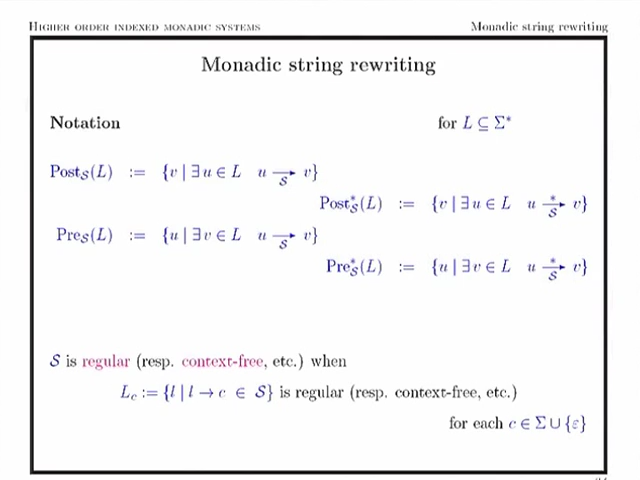 Higher order indexed monadic systems
Monadic string rewriting
Monadic string rewriting
Notation for L ⊆ Σ*
Post_S(L) := {v | ∃u ∈ L u →_S v}
Post*_S(L) := {v | ∃u ∈ L u →*_S v}
Pre_S(L) := {u | ∃v ∈ L u →_S v}
Pre*_S(L) := {u | ∃v ∈ L u →*_S v}
S is regular (resp. context-free, etc.) when
L_c := {l | l → c ∈ S} is regular (resp. context-free, etc.)
for each c ∈ Σ ∪ {ε}